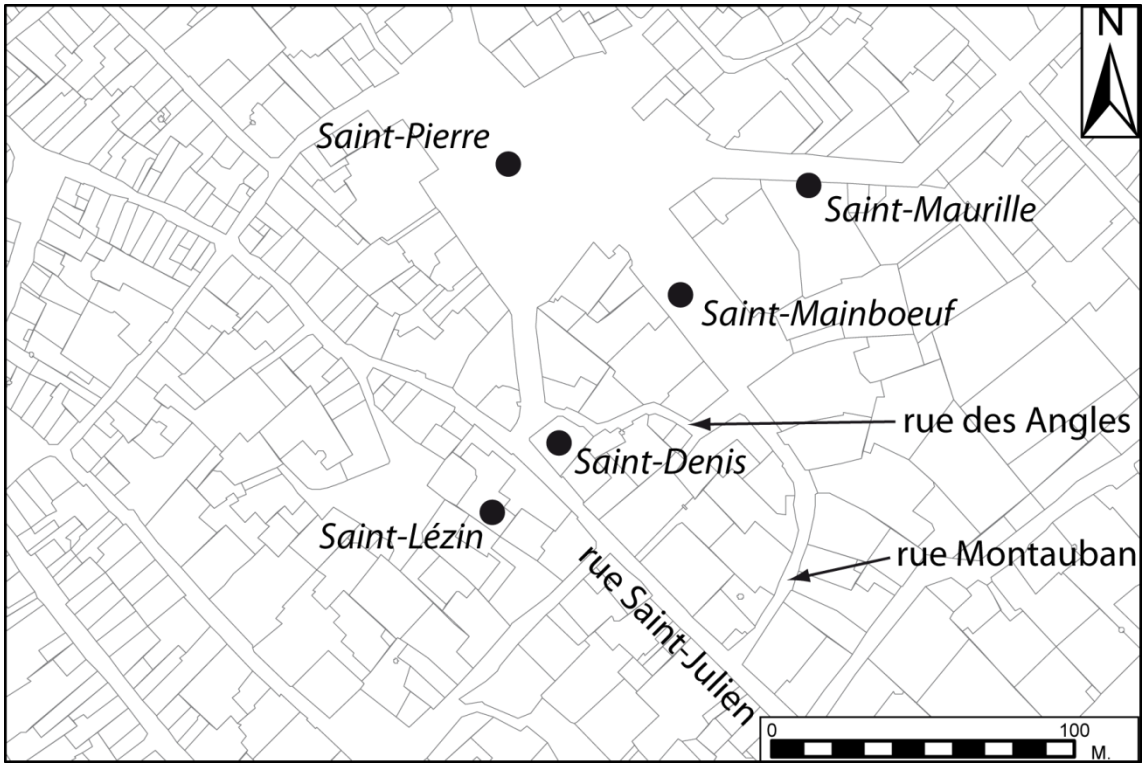 N
Saint-Pierre
Saint-Maurille
Saint-Mainboeuf
rue des Angles
Saint-Denis
Saint-Lézin
rue Montauban
rue Saint-Julien
0 100
M.